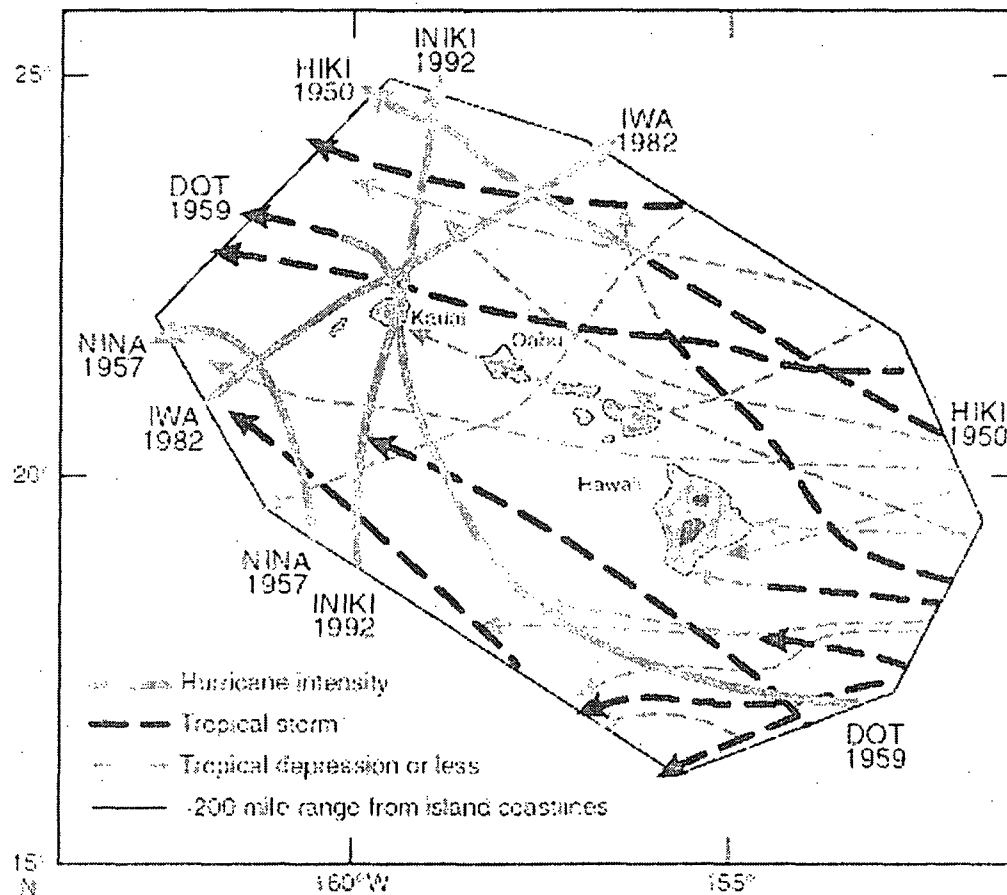 INIKI
1992
HIKI
1950
25°
IWA
1982
DOT
1959
Kauai
Oahu
NINA
1957
IWA
1982
HIKI
1950
20°
Hawaii
NINA
1957
INIKI
1992
Hurricane intensity
Tropical storm
Tropical depression or less
-200 mile range from island coastlines
DOT
1959
15°
N
160°W
155°